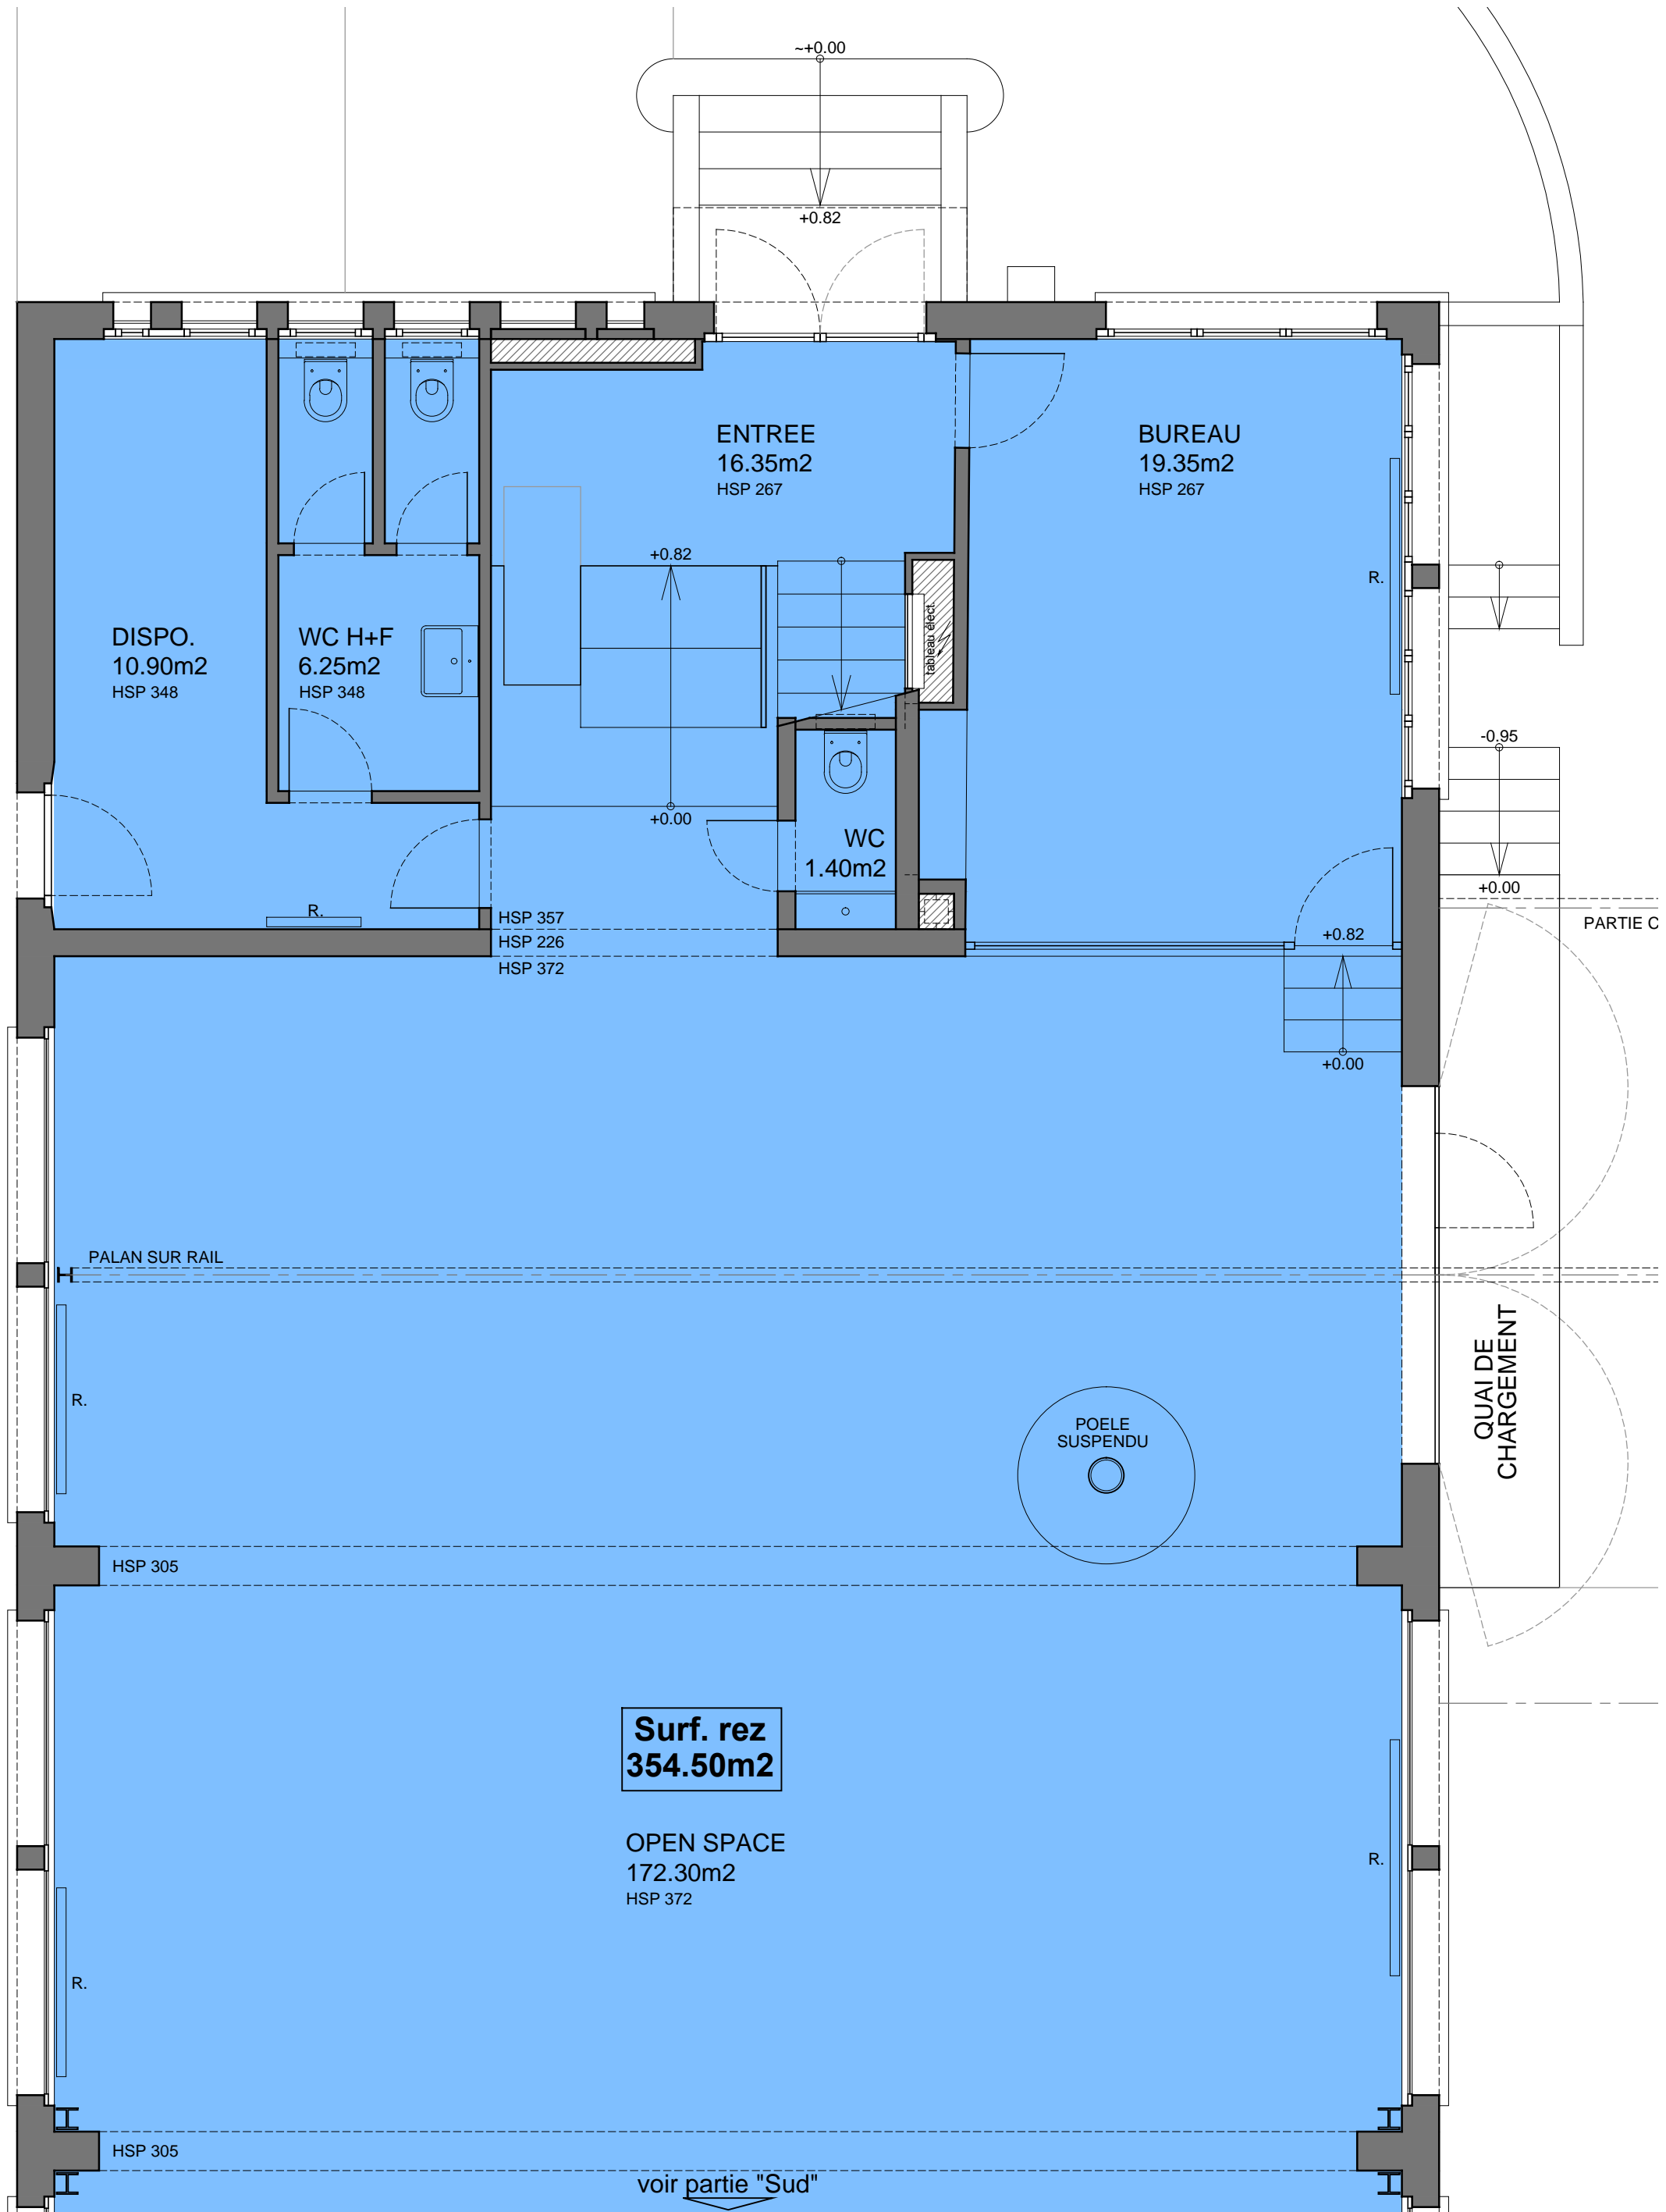 ~+0.00
+0.82
ENTREE
16.35m2
HSP 267
BUREAU
19.35m2
HSP 267
+0.82
R.
tableau élect.
DISPO.
10.90m2
HSP 348
WC H+F
6.25m2
HSP 348
-0.95
+0.00
WC
1.40m2
+0.00
R.
HSP 357
HSP 226
HSP 372
+0.82
PARTIE C
+0.00
PALAN SUR RAIL
QUAI DE
CHARGEMENT
R.
POELE
SUSPENDU
HSP 305
Surf. rez
354.50m2
OPEN SPACE
172.30m2
HSP 372
R.
R.
HSP 305
voir partie "Sud"